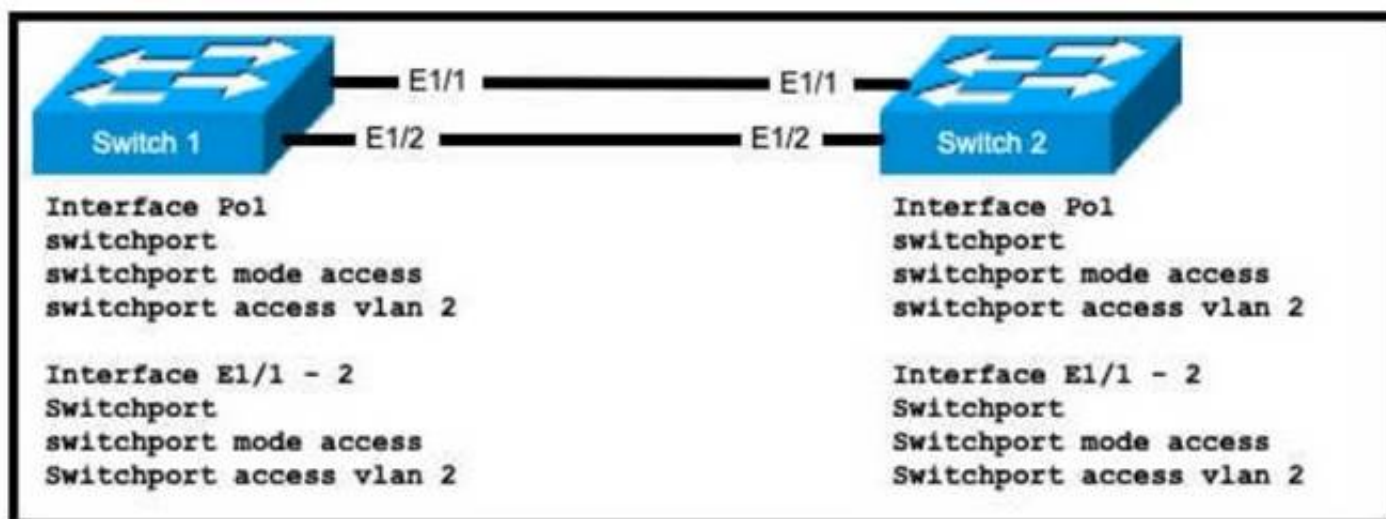 E1/1 E1/1
Switch 1 E1/2 E1/2 Switch 2
Interface Po1
switchport
switchport mode access
switchport access vlan 2
Interface E1/1 - 2
Switchport
switchport mode access
Switchport access vlan 2
Interface Po1
switchport
switchport mode access
switchport access vlan 2
Interface E1/1 - 2
Switchport
Switchport mode access
Switchport access vlan 2